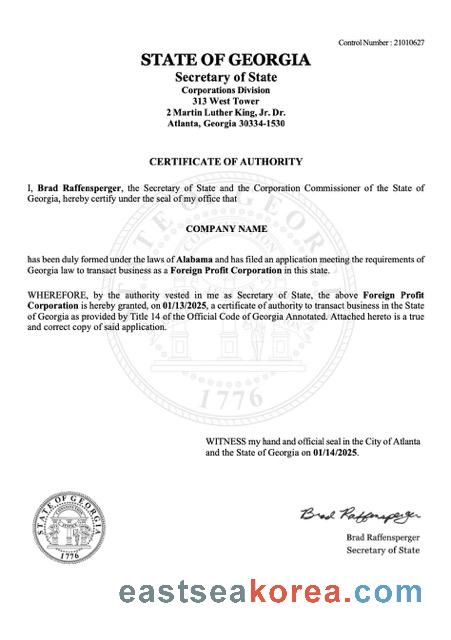 Control Number : 21010627
STATE OF GEORGIA
Secretary of State
Corporations Division
313 West Tower
2 Martin Luther King, Jr. Dr.
Atlanta, Georgia 30334-1530
CERTIFICATE OF AUTHORITY
I, Brad Raffensperger, the Secretary of State and the Corporation Commissioner of the State of
Georgia, hereby certify under the seal of my office that
COMPANY NAME
has been duly formed under the laws of Alabama and has filed an application meeting the requirements of
Georgia law to transact business as a Foreign Profit Corporation in this state.
WHEREFORE, by the authority vested in me as Secretary of State, the above Foreign Profit
Corporation is hereby granted, on 01/13/2025, a certificate of authority to transact business in the State
of Georgia as provided by Title 14 of the Official Code of Georgia Annotated. Attached hereto is a true
and correct copy of said application.
STATE OF GEORGIA
1776
WITNESS my hand and official seal in the City of Atlanta
and the State of Georgia on 01/14/2025.
STATE OF GEORGIA
1776
Brad Raffensperger
Brad Raffensperger
Secretary of State
eastseakorea.com